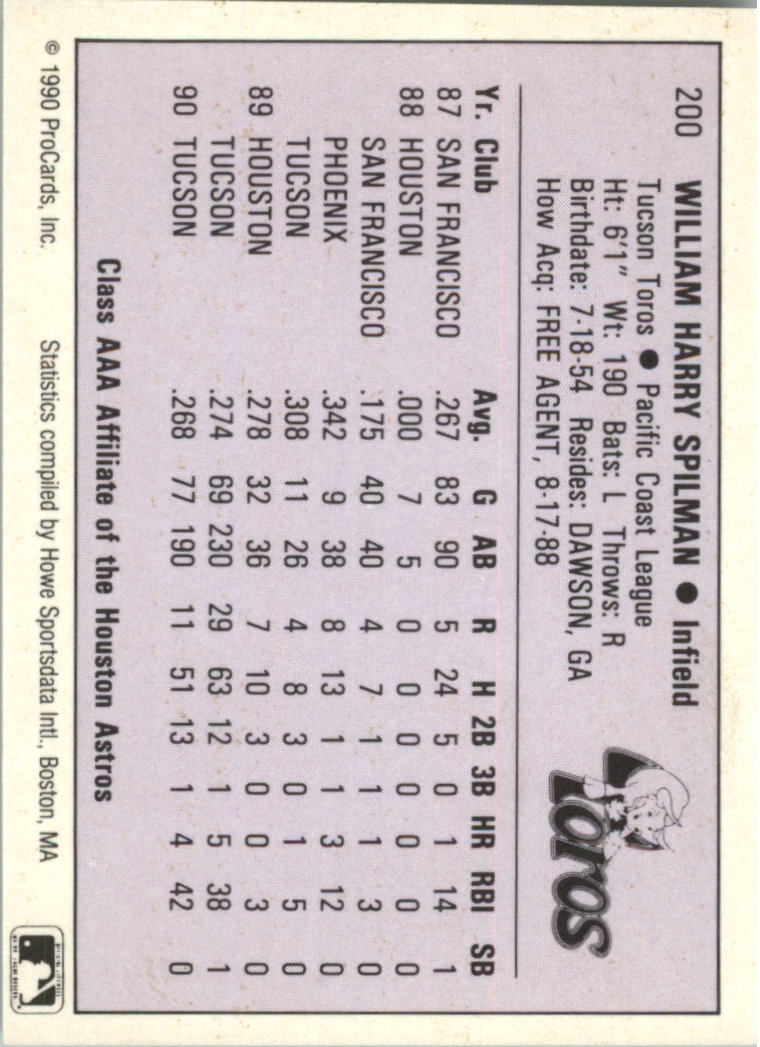 200 WILLIAM HARRY SPILMAN ● Infield
Tucson Toros ● Pacific Coast League
Ht: 6'1" Wt: 190 Bats: L Throws: R
Birthdate: 7-18-54 Resides: DAWSON, GA
How Acq: FREE AGENT, 8-17-88
Toros
Yr. Club Avg. G AB R H 2B 3B HR RBI SB
87 SAN FRANCISCO .267 83 90 5 24 5 0 1 14 1
88 HOUSTON .000 7 5 0 0 0 0 0 0 0
SAN FRANCISCO .175 40 40 4 7 1 1 1 3 0
PHOENIX .342 9 38 8 13 1 1 3 12 0
TUCSON .308 11 26 4 8 3 0 1 5 0
89 HOUSTON .278 32 36 7 10 3 0 0 3 0
TUCSON .274 69 230 29 63 12 1 5 38 1
90 TUCSON .268 77 190 11 51 13 1 4 42 0
Class AAA Affiliate of the Houston Astros
© 1990 ProCards, Inc. Statistics compiled by Howe Sportsdata Intl., Boston, MA